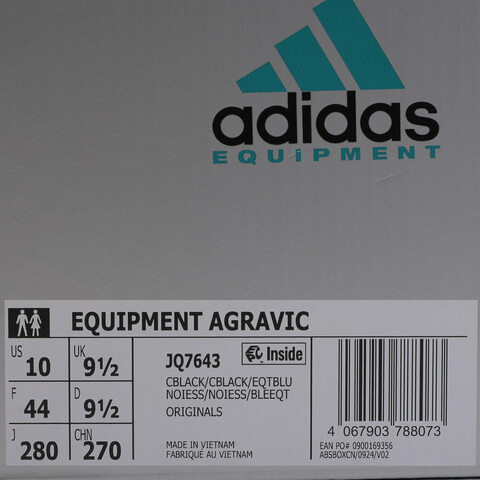 adidas
EQUIPMENT
EQUIPMENT AGRAVIC
US 10 UK 9½
F 44 D 9½
J 280 CHN 270
JQ7643 Inside
CBLACK/CBLACK/EQTBLU
NOIESS/NOIESS/BLEEQT
ORIGINALS
MADE IN VIETNAM
FABRIQUÉ AU VIETNAM
4 067903 788073
EAN PO# 0900169356
ABSBOXCN/0924/V02